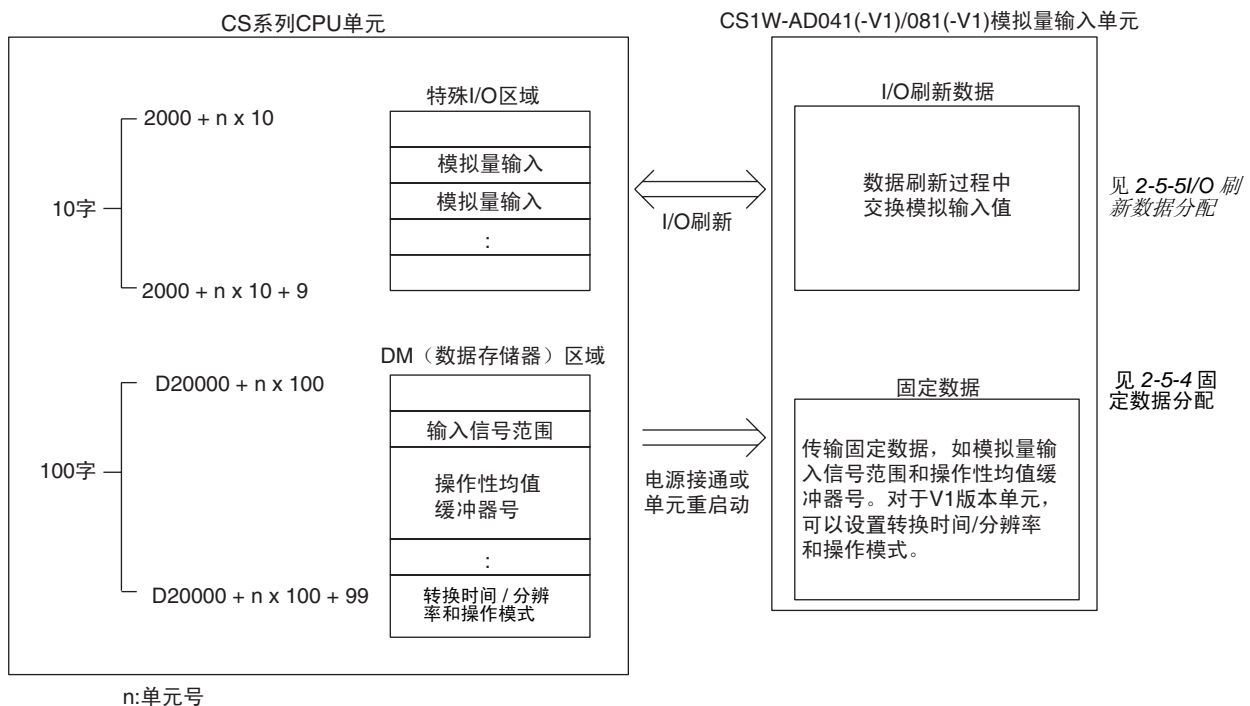 CS系列CPU单元
CS1W-AD041(-V1)/081(-V1)模拟量输入单元
特殊I/O区域
2000 + n x 10
10字
2000 + n x 10 + 9
模拟量输入
模拟量输入
:
I/O刷新
I/O刷新数据
数据刷新过程中
交换模拟输入值
见 2-5-5I/O 刷
新数据分配
DM（数据存储器）区域
D20000 + n x 100
100字
D20000 + n x 100 + 99
输入信号范围
操作性均值
缓冲器号
:
转换时间 / 分辨
率和操作模式
电源接通或
单元重启动
固定数据
传输固定数据，如模拟量输
入信号范围和操作性均值缓
冲器号。对于V1版本单元，
可以设置转换时间/分辨率
和操作模式。
见 2-5-4 固
定数据分配
n:单元号